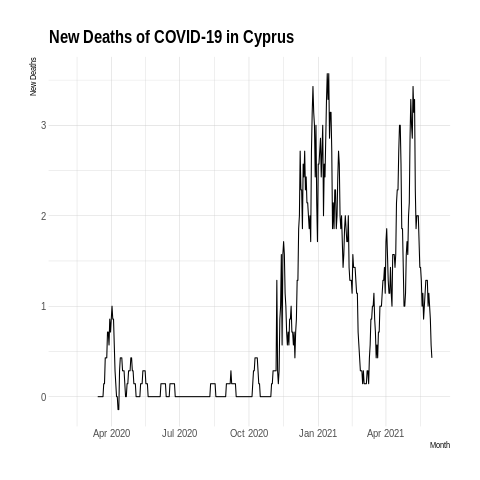 New Deaths of COVID-19 in Cyprus
New Deaths
3
2
1
0
Apr 2020 Jul 2020 Oct 2020 Jan 2021 Apr 2021
Month